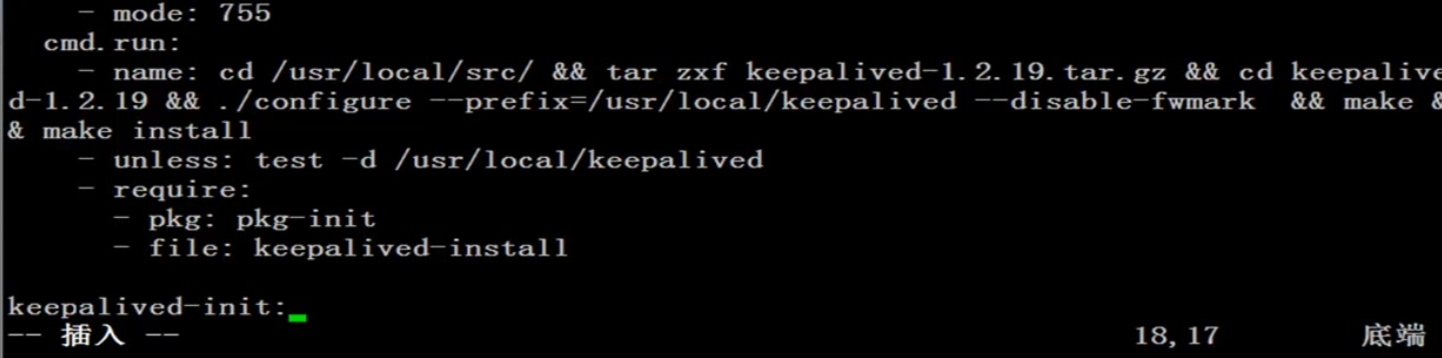 - mode: 755
  cmd.run:
    - name: cd /usr/local/src/ && tar zxf keepalived-1.2.19.tar.gz && cd keepalive
d-1.2.19 && ./configure --prefix=/usr/local/keepalived --disable-fwmark  && make &
& make install
    - unless: test -d /usr/local/keepalived
    - require:
      - pkg: pkg-init
      - file: keepalived-install

keepalived-init:
-- 插入 -- 18,17 底端